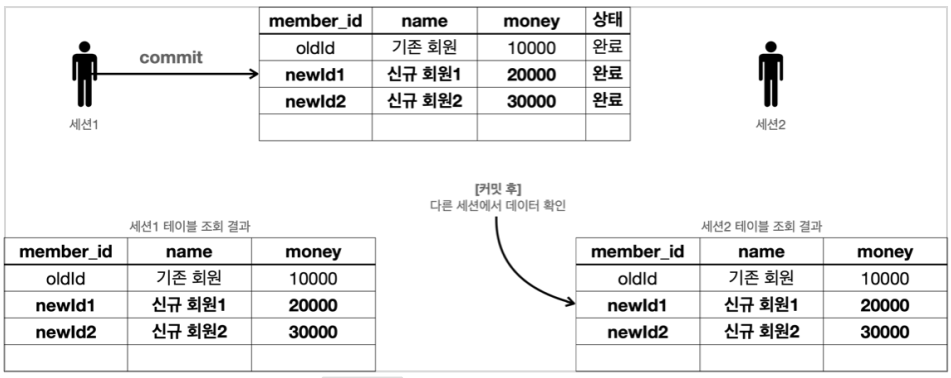 member_id name money 상태
oldId 기존 회원 10000 완료
newId1 신규 회원1 20000 완료
newId2 신규 회원2 30000 완료
commit
세션1
세션2
[커밋 후]
다른 세션에서 데이터 확인
세션1 테이블 조회 결과
member_id name money
oldId 기존 회원 10000
newId1 신규 회원1 20000
newId2 신규 회원2 30000
세션2 테이블 조회 결과
member_id name money
oldId 기존 회원 10000
newId1 신규 회원1 20000
newId2 신규 회원2 30000